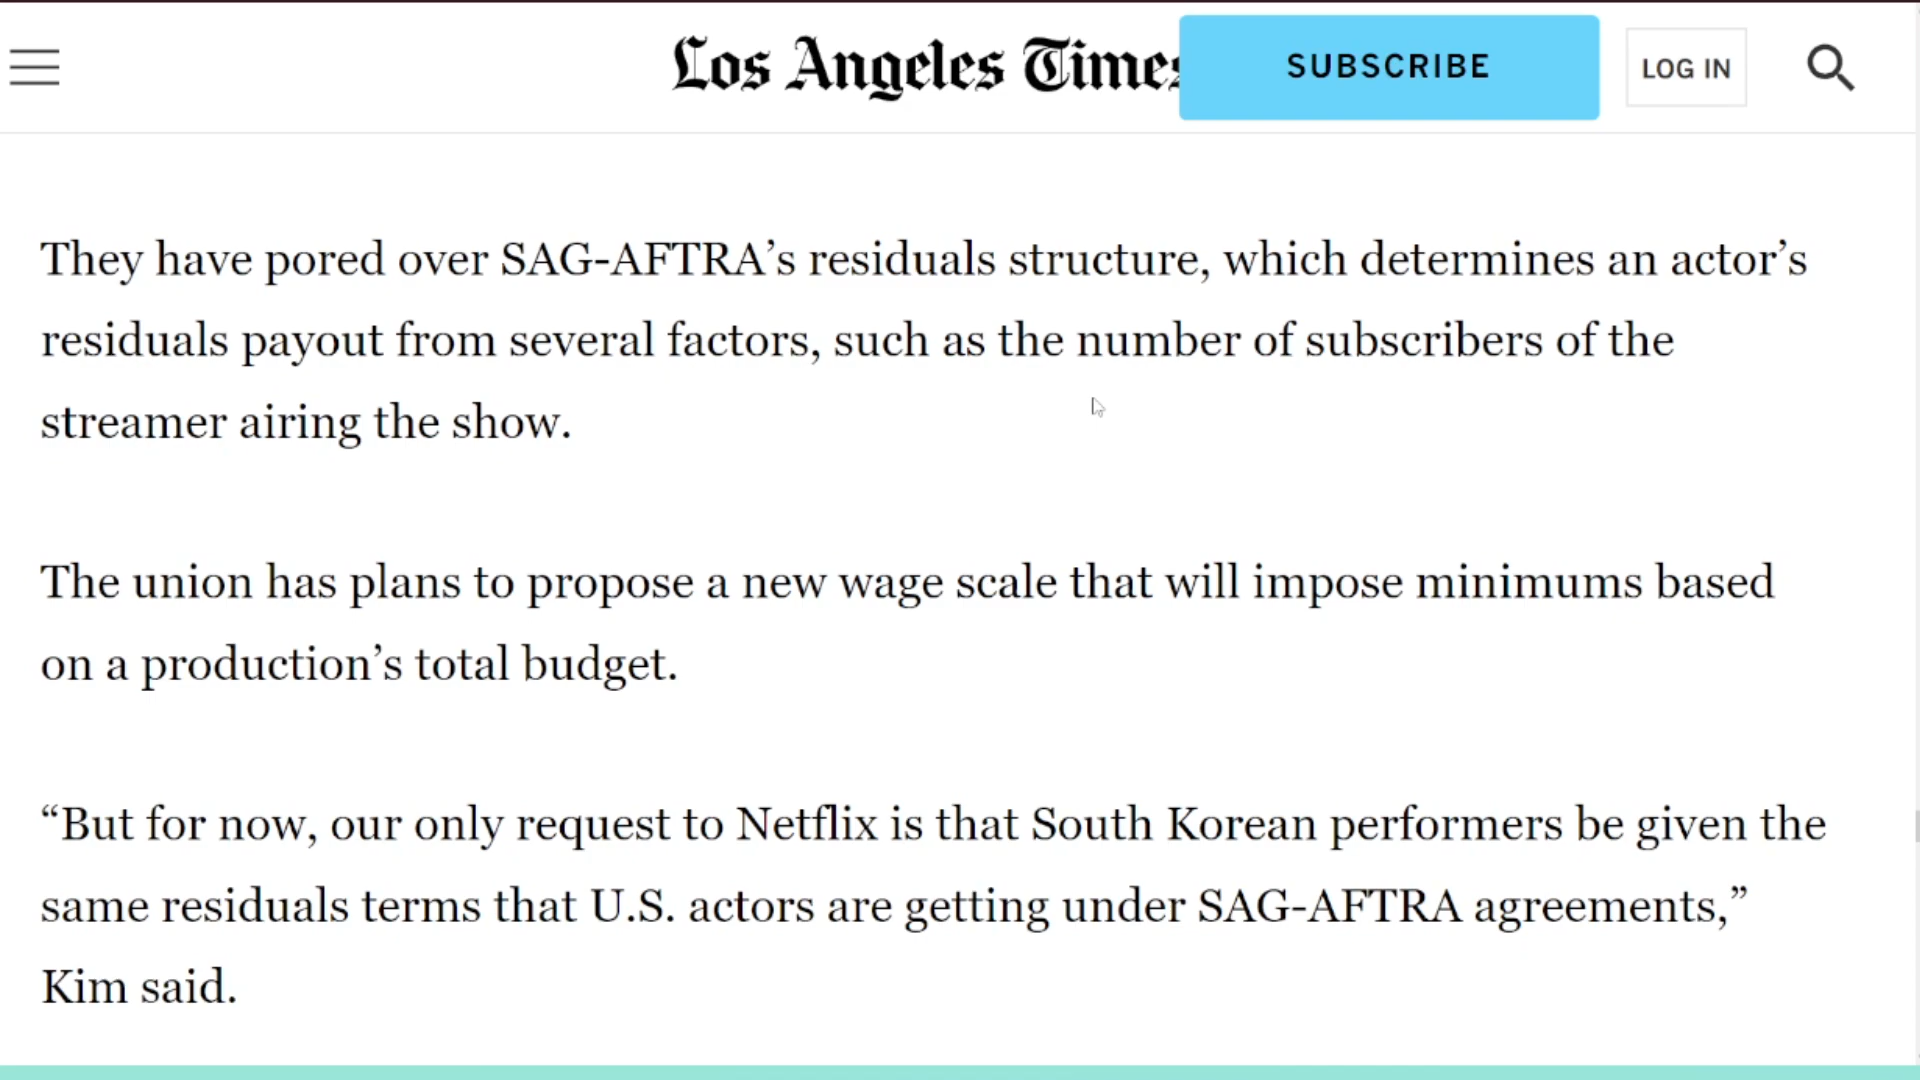 Los Angeles Times
SUBSCRIBE
LOG IN
They have pored over SAG-AFTRA’s residuals structure, which determines an actor’s
residuals payout from several factors, such as the number of subscribers of the
streamer airing the show.
The union has plans to propose a new wage scale that will impose minimums based
on a production’s total budget.
“But for now, our only request to Netflix is that South Korean performers be given the
same residuals terms that U.S. actors are getting under SAG-AFTRA agreements,”
Kim said.